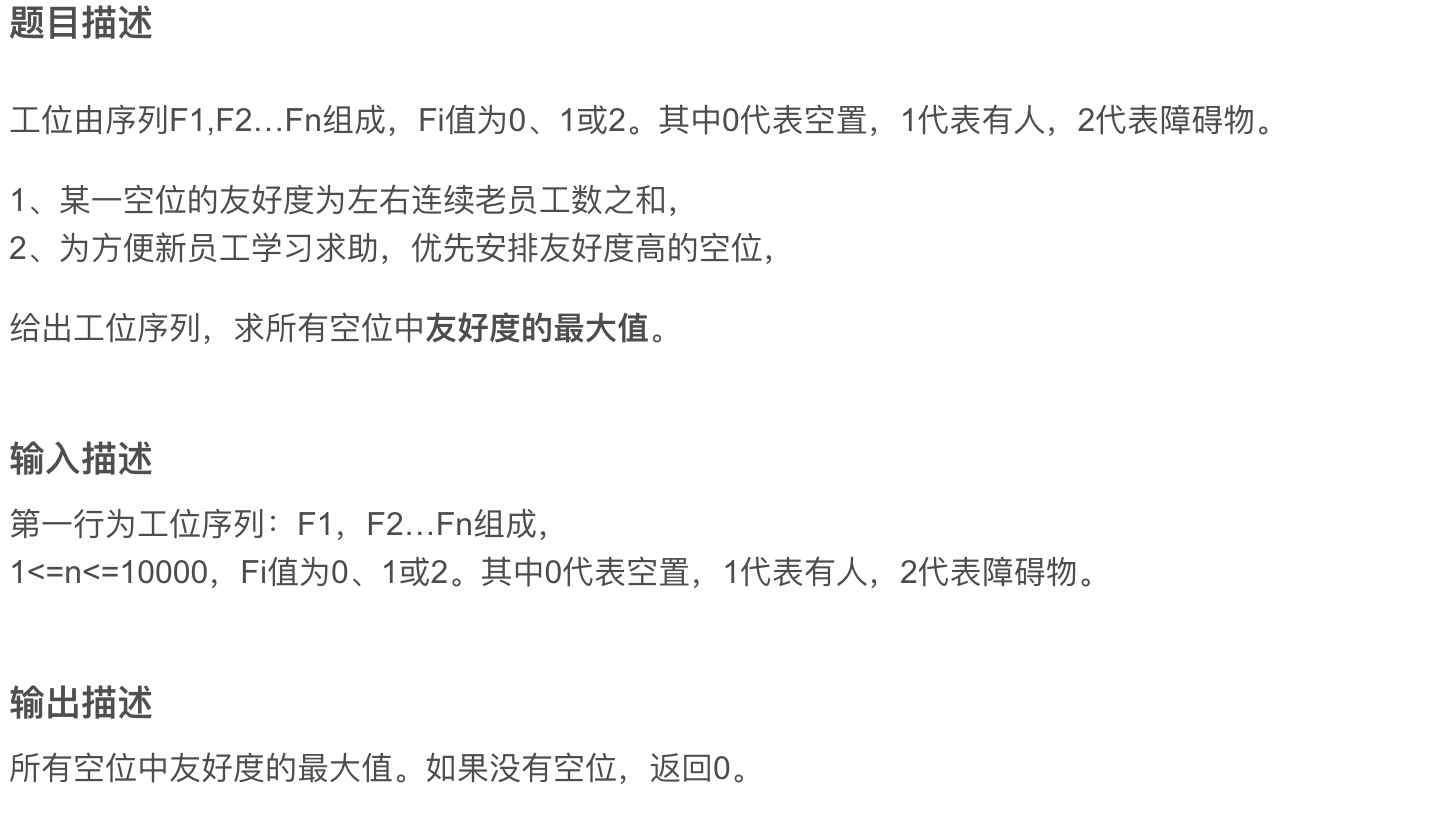 题目描述
工位由序列F1,F2...Fn组成，Fi值为0、1或2。其中0代表空置，1代表有人，2代表障碍物。
1、某一空位的友好度为左右连续老员工数之和，
2、为方便新员工学习求助，优先安排友好度高的空位，
给出工位序列，求所有空位中友好度的最大值。
输入描述
第一行为工位序列：F1，F2...Fn组成，
1<=n<=10000，Fi值为0、1或2。其中0代表空置，1代表有人，2代表障碍物。
输出描述
所有空位中友好度的最大值。如果没有空位，返回0。